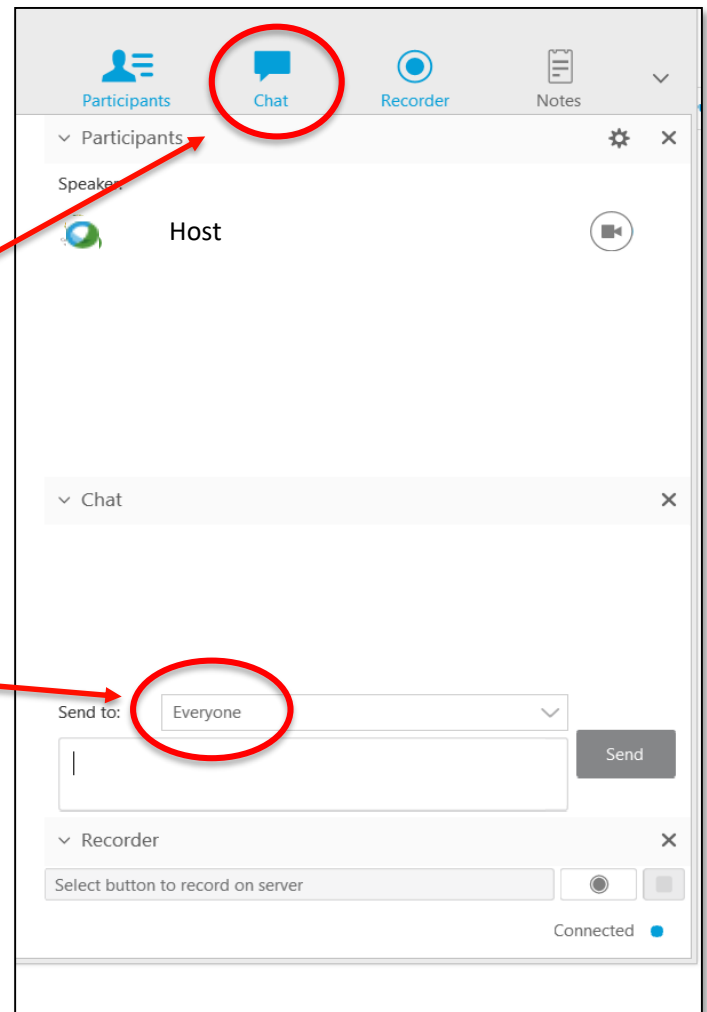 Participants Chat Recorder Notes
Participants
Speaker:
Host
Chat
Send to: Everyone
Send
Recorder
Select button to record on server
Connected